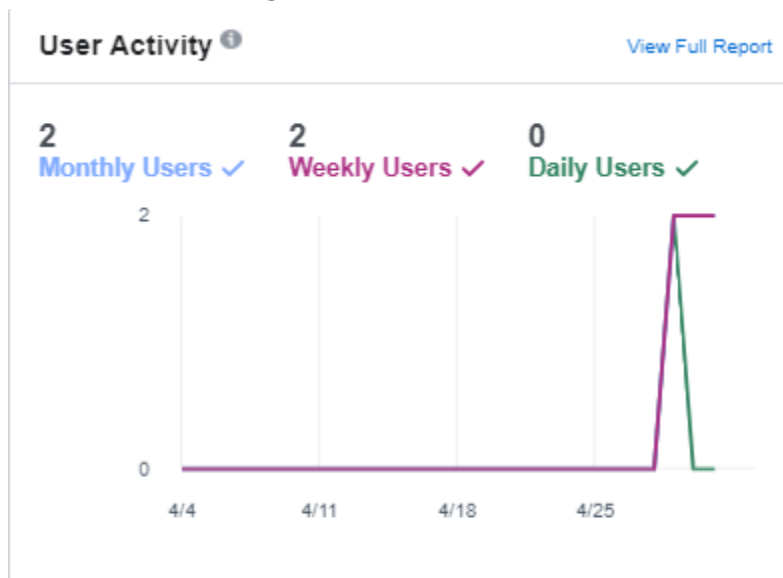 User Activity
View Full Report
2 2 0
Monthly Users Weekly Users Daily Users
2
0
4/4 4/11 4/18 4/25